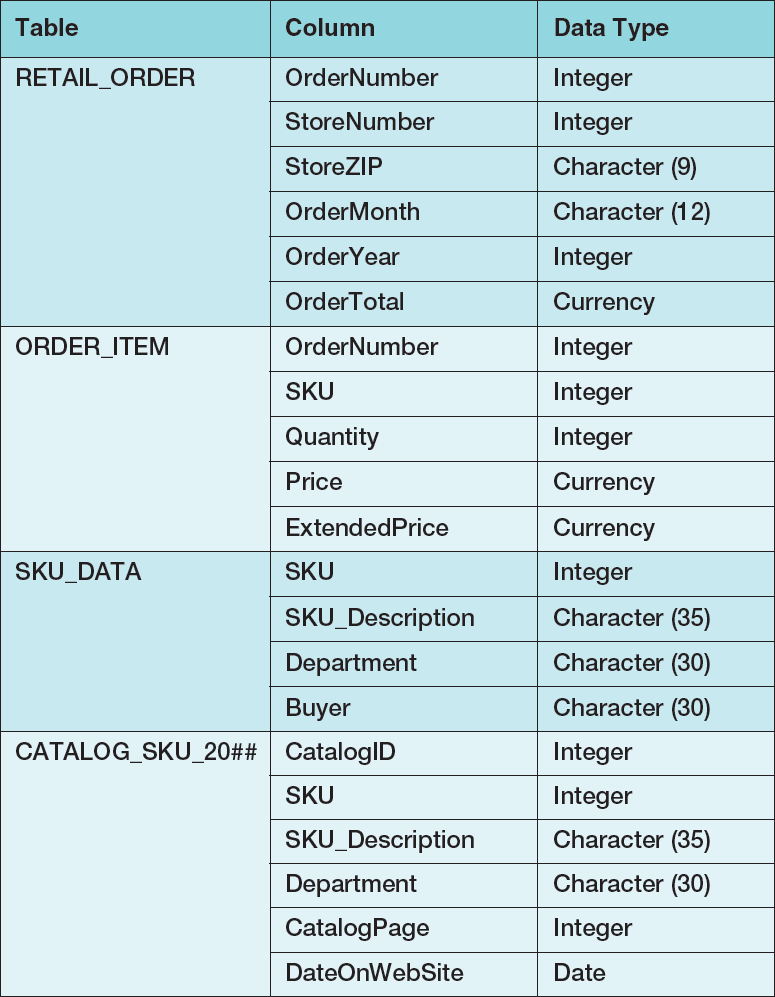 Table Column Data Type
RETAIL_ORDER OrderNumber Integer
StoreNumber Integer
StoreZIP Character (9)
OrderMonth Character (12)
OrderYear Integer
OrderTotal Currency
ORDER_ITEM OrderNumber Integer
SKU Integer
Quantity Integer
Price Currency
ExtendedPrice Currency
SKU_DATA SKU Integer
SKU_Description Character (35)
Department Character (30)
Buyer Character (30)
CATALOG_SKU_20## CatalogID Integer
SKU Integer
SKU_Description Character (35)
Department Character (30)
CatalogPage Integer
DateOnWebSite Date